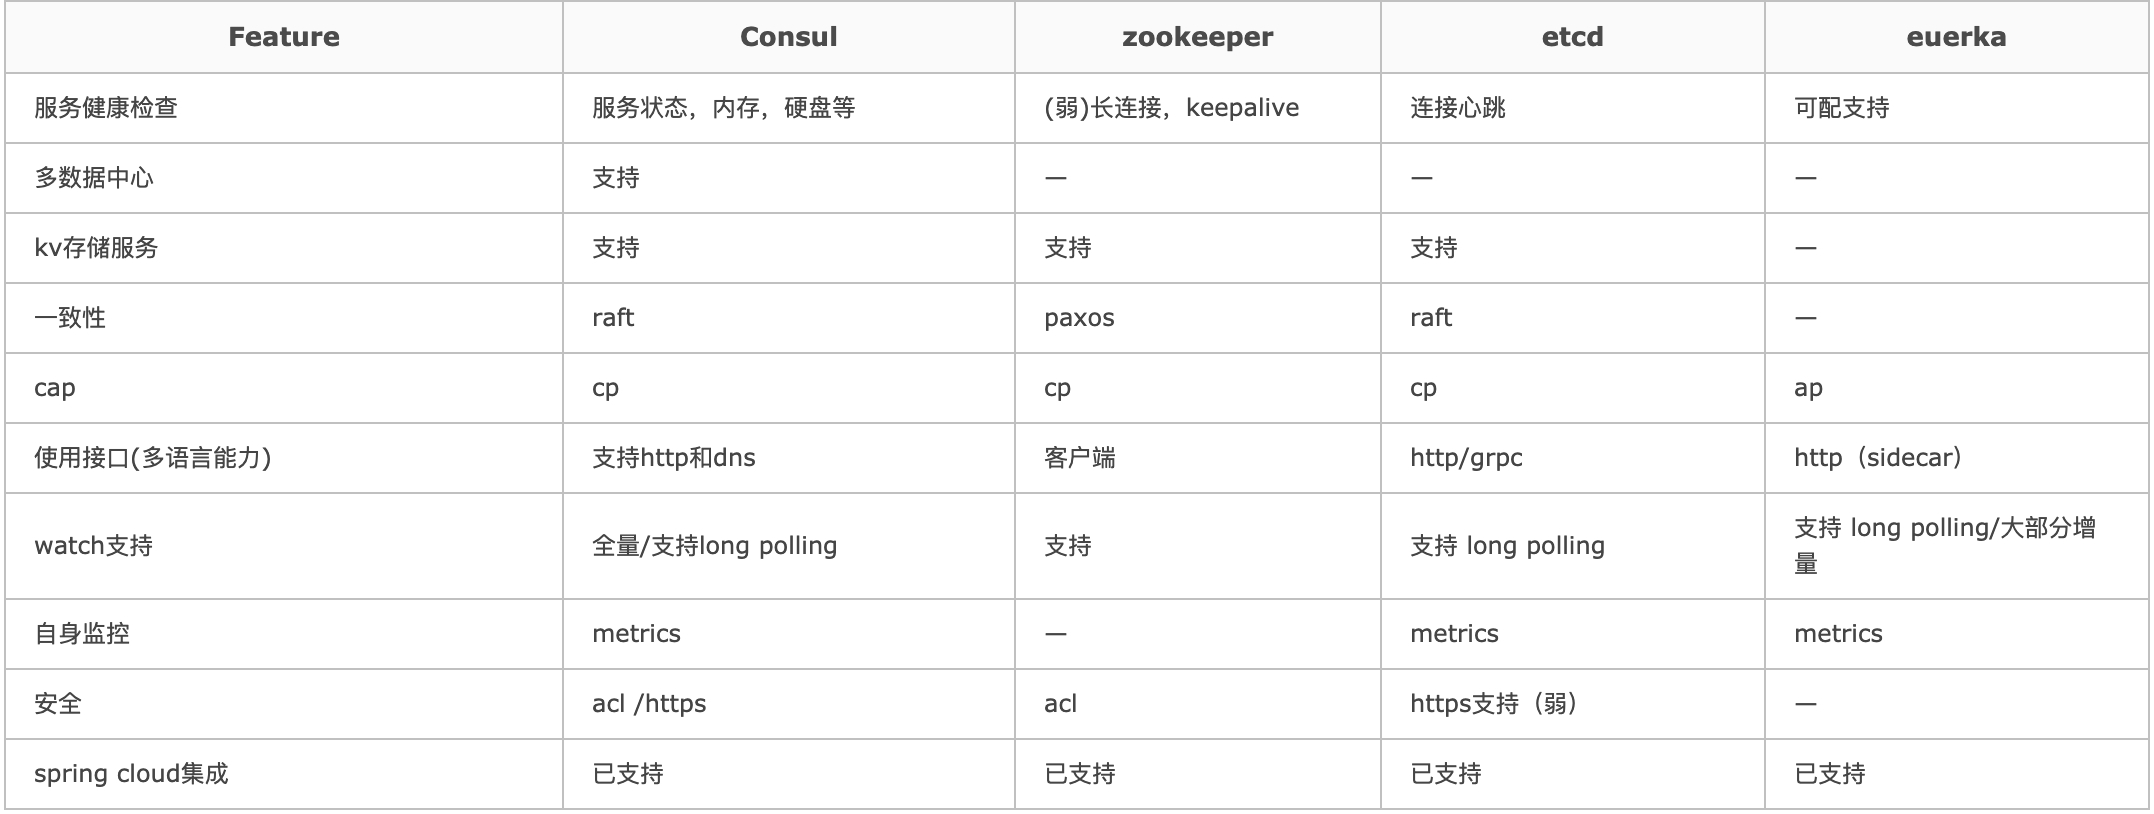 Feature Consul zookeeper etcd euerka
服务健康检查 服务状态，内存，硬盘等 (弱)长连接，keepalive 连接心跳 可配支持
多数据中心 支持 — — —
kv存储服务 支持 支持 支持 —
一致性 raft paxos raft —
cap cp cp cp ap
使用接口(多语言能力) 支持http和dns 客户端 http/grpc http（sidecar）
watch支持 全量/支持long polling 支持 支持 long polling 支持 long polling/大部分增
量
自身监控 metrics — metrics metrics
安全 acl /https acl https支持（弱） —
spring cloud集成 已支持 已支持 已支持 已支持